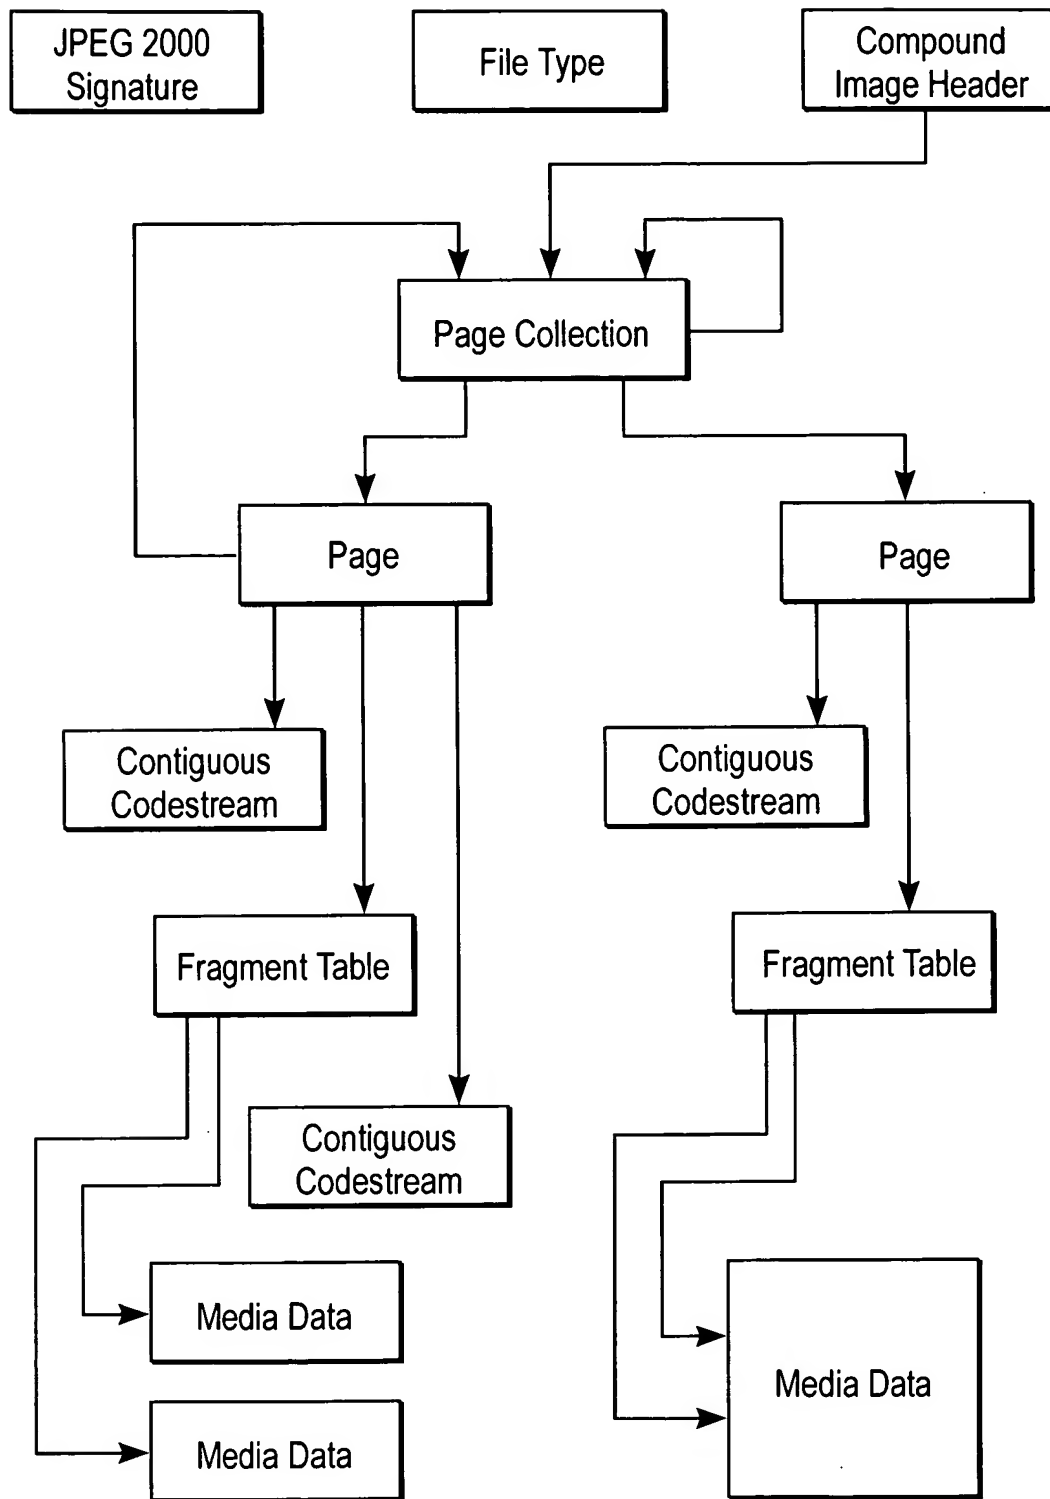 JPEG 2000
Signature
File Type
Compound
Image Header
Page Collection
Page
Page
Contiguous
Codestream
Contiguous
Codestream
Fragment Table
Fragment Table
Contiguous
Codestream
Media Data
Media Data
Media Data